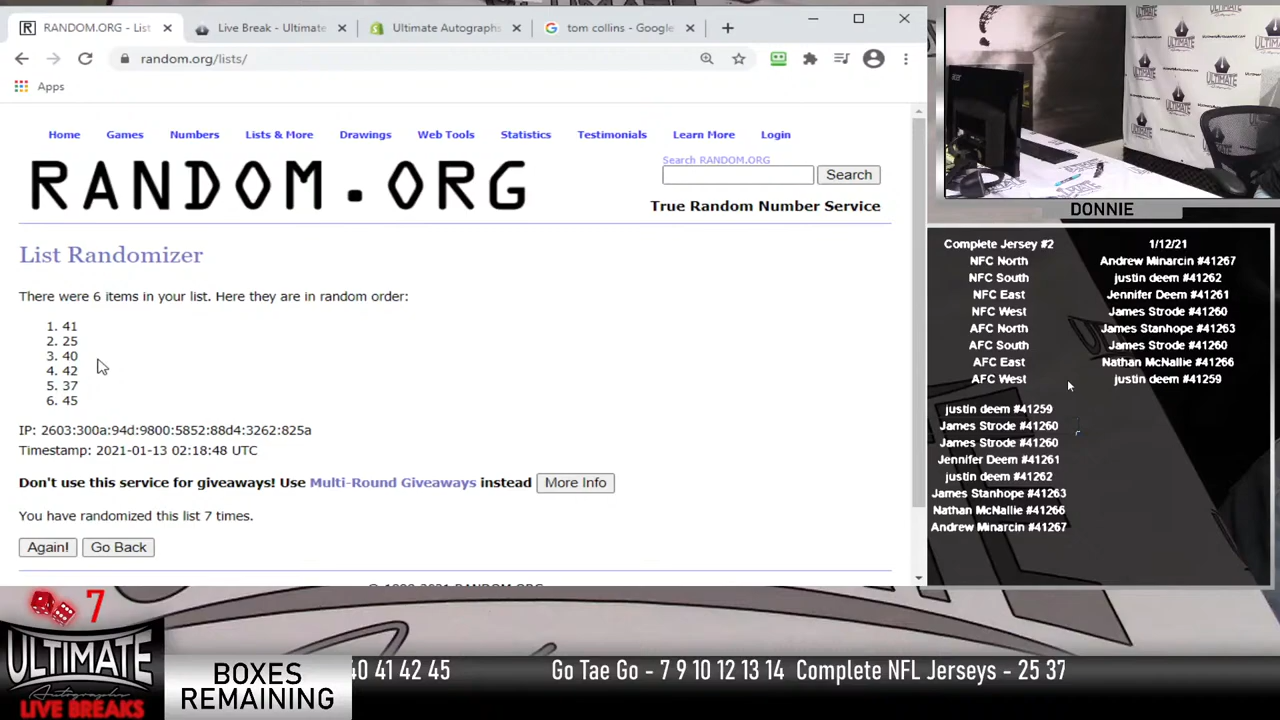 RANDOM.ORG - List
Live Break - Ultimate
Ultimate Autographs
tom collins - Google
random.org/lists/
Apps
Home Games Numbers Lists & More Drawings Web Tools Statistics Testimonials Learn More Login
RANDOM.ORG
Search RANDOM.ORG
Search
True Random Number Service
List Randomizer
There were 6 items in your list. Here they are in random order:
1. 41
2. 25
3. 40
4. 42
5. 37
6. 45
IP: 2603:300a:94d:9800:5852:88d4:3262:825a
Timestamp: 2021-01-13 02:18:48 UTC
Don't use this service for giveaways! Use Multi-Round Giveaways instead More Info
You have randomized this list 7 times.
Again! Go Back
DONNIE
Complete Jersey #2 1/12/21
NFC North Andrew Minarcin #41267
NFC South justin deem #41262
NFC East Jennifer Deem #41261
NFC West James Strode #41260
AFC North James Stanhope #41263
AFC South James Strode #41260
AFC East Nathan McNallie #41266
AFC West justin deem #41259
justin deem #41259
James Strode #41260
James Strode #41260
Jennifer Deem #41261
justin deem #41262
James Stanhope #41263
Nathan McNallie #41266
Andrew Minarcin #41267
7
ULTIMATE
Autographs
LIVE BREAKS
BOXES
REMAINING
40 41 42 45 Go Tae Go - 7 9 10 12 13 14 Complete NFL Jerseys - 25 37
ULTIMATE